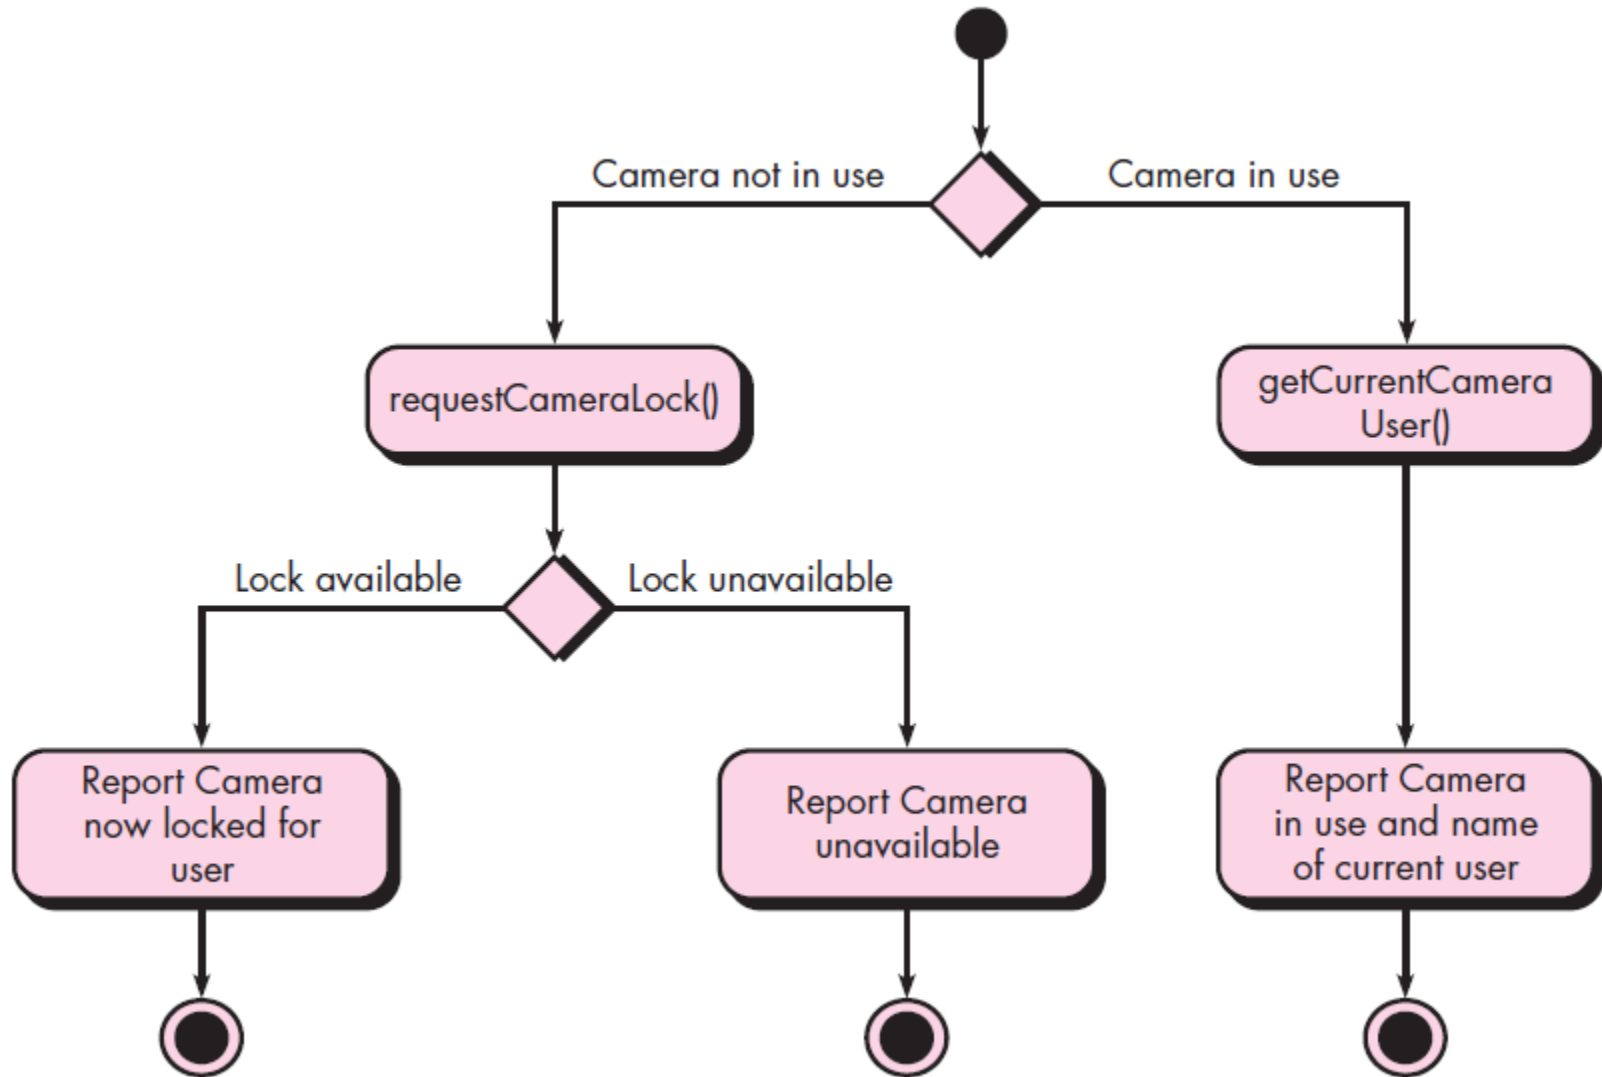 Camera not in use
Camera in use
requestCameraLock()
getCurrentCamera
User()
Lock available
Lock unavailable
Report Camera
now locked for
user
Report Camera
unavailable
Report Camera
in use and name
of current user